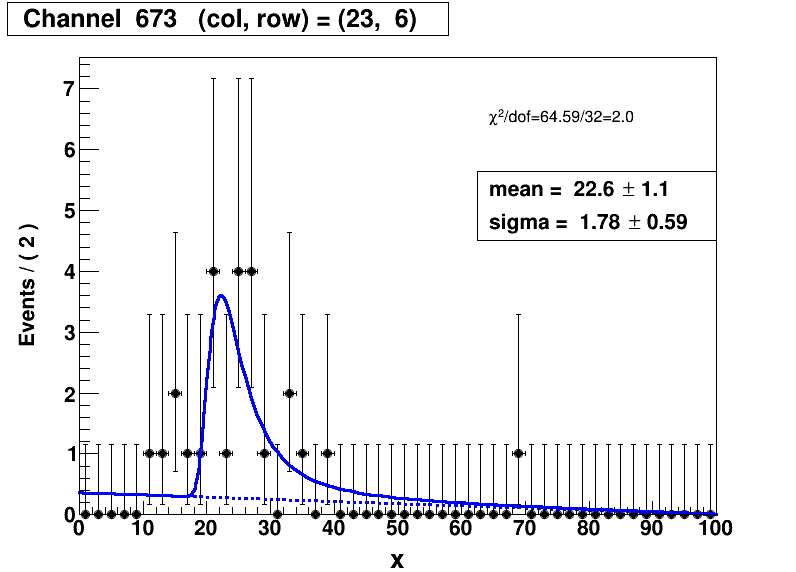 Channel 673 (col, row) = (23, 6)
χ²/dof=64.59/32=2.0
mean = 22.6 ± 1.1
sigma = 1.78 ± 0.59
Events / ( 2 )
7
6
5
4
3
2
1
0
0 10 20 30 40 50 60 70 80 90 100
x